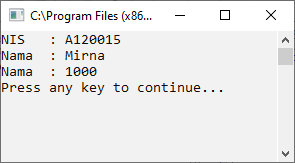 C:\Program Files (x86...
NIS   : A120015
Nama  : Mirna
Nama  : 1000
Press any key to continue...